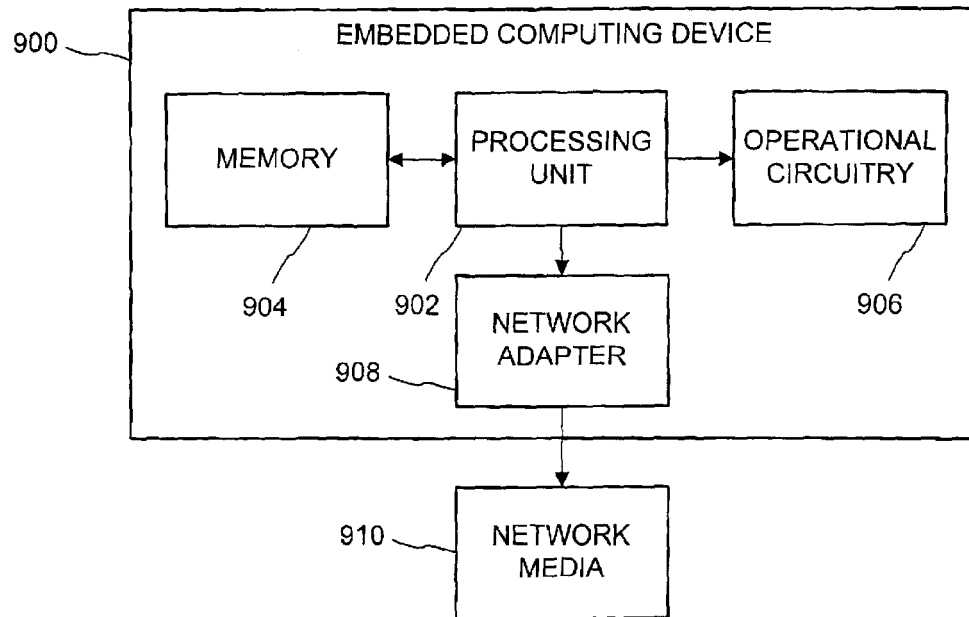 EMBEDDED COMPUTING DEVICE
900
MEMORY
PROCESSING
UNIT
OPERATIONAL
CIRCUITRY
904
902
906
NETWORK
ADAPTER
908
NETWORK
MEDIA
910